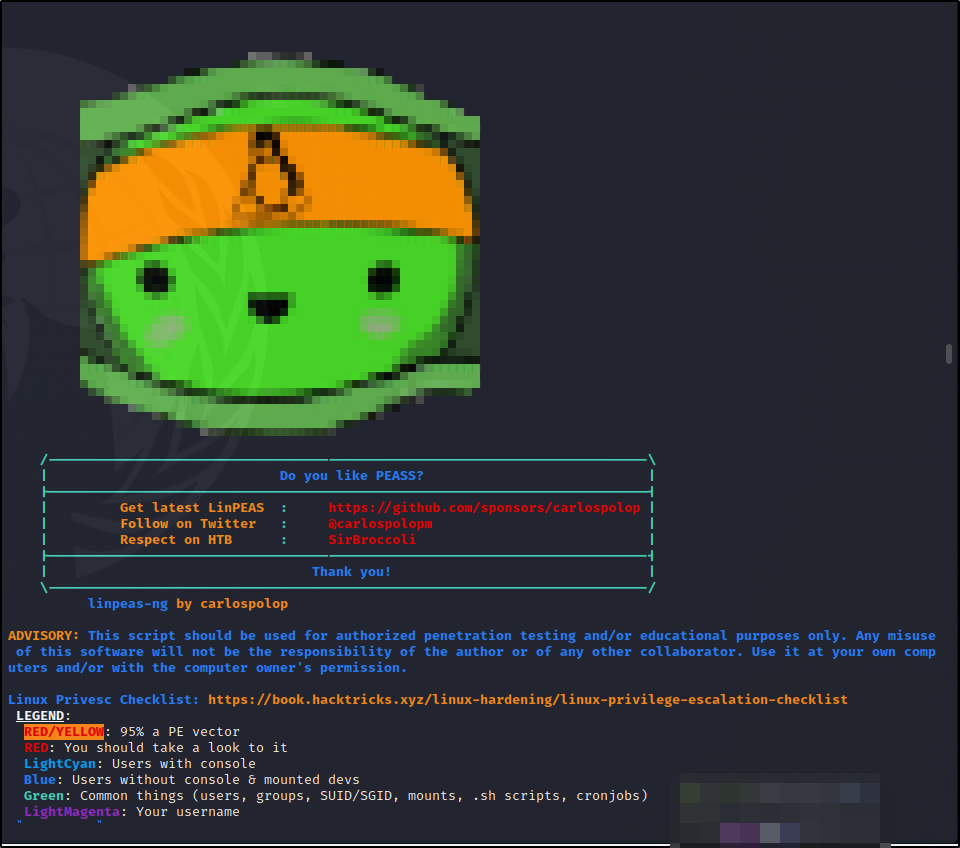 Do you like PEASS?
Get latest LinPEAS : https://github.com/sponsors/carlospolop
Follow on Twitter : @carlospolopm
Respect on HTB : SirBroccoli
Thank you!
linpeas-ng by carlospolop
ADVISORY: This script should be used for authorized penetration testing and/or educational purposes only. Any misuse
of this software will not be the responsibility of the author or of any other collaborator. Use it at your own comp
uters and/or with the computer owner's permission.
Linux Privesc Checklist: https://book.hacktricks.xyz/linux-hardening/linux-privilege-escalation-checklist
LEGEND:
RED/YELLOW: 95% a PE vector
RED: You should take a look to it
LightCyan: Users with console
Blue: Users without console & mounted devs
Green: Common things (users, groups, SUID/SGID, mounts, .sh scripts, cronjobs)
LightMagenta: Your username